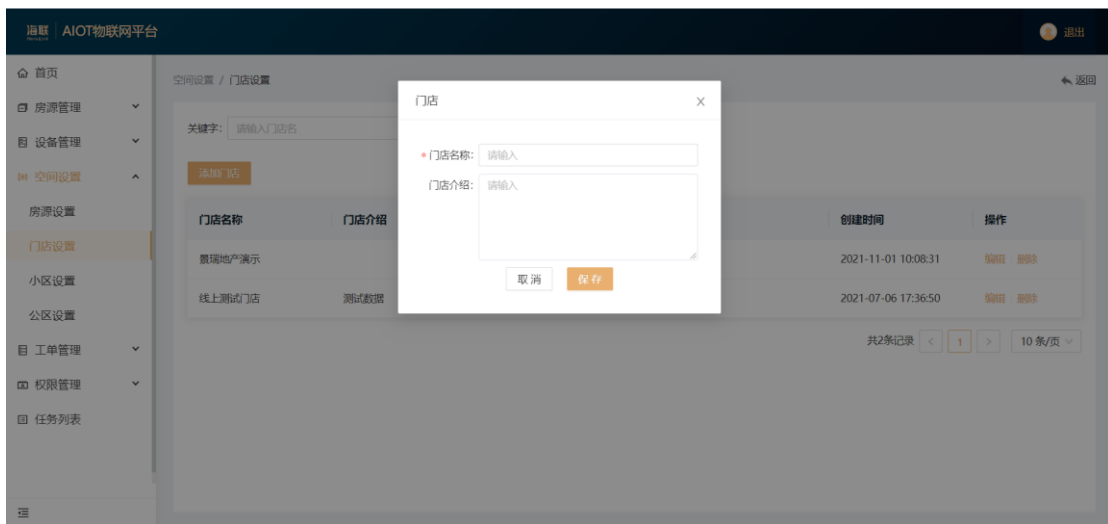 海联 AIOT物联网平台 退出
首页
房源管理
设备管理
空间设置
房源设置
门店设置
小区设置
公区设置
工单管理
权限管理
任务列表
空间设置 / 门店设置 返回
关键字: 请输入门店名
添加门店
门店名称 门店介绍 创建时间 操作
景瑞地产演示 2021-11-01 10:08:31 编辑 删除
线上测试门店 测试数据 2021-07-06 17:36:50 编辑 删除
共2条记录 < 1 > 10 条/页
门店 X
* 门店名称: 请输入
门店介绍: 请输入
取 消 保 存